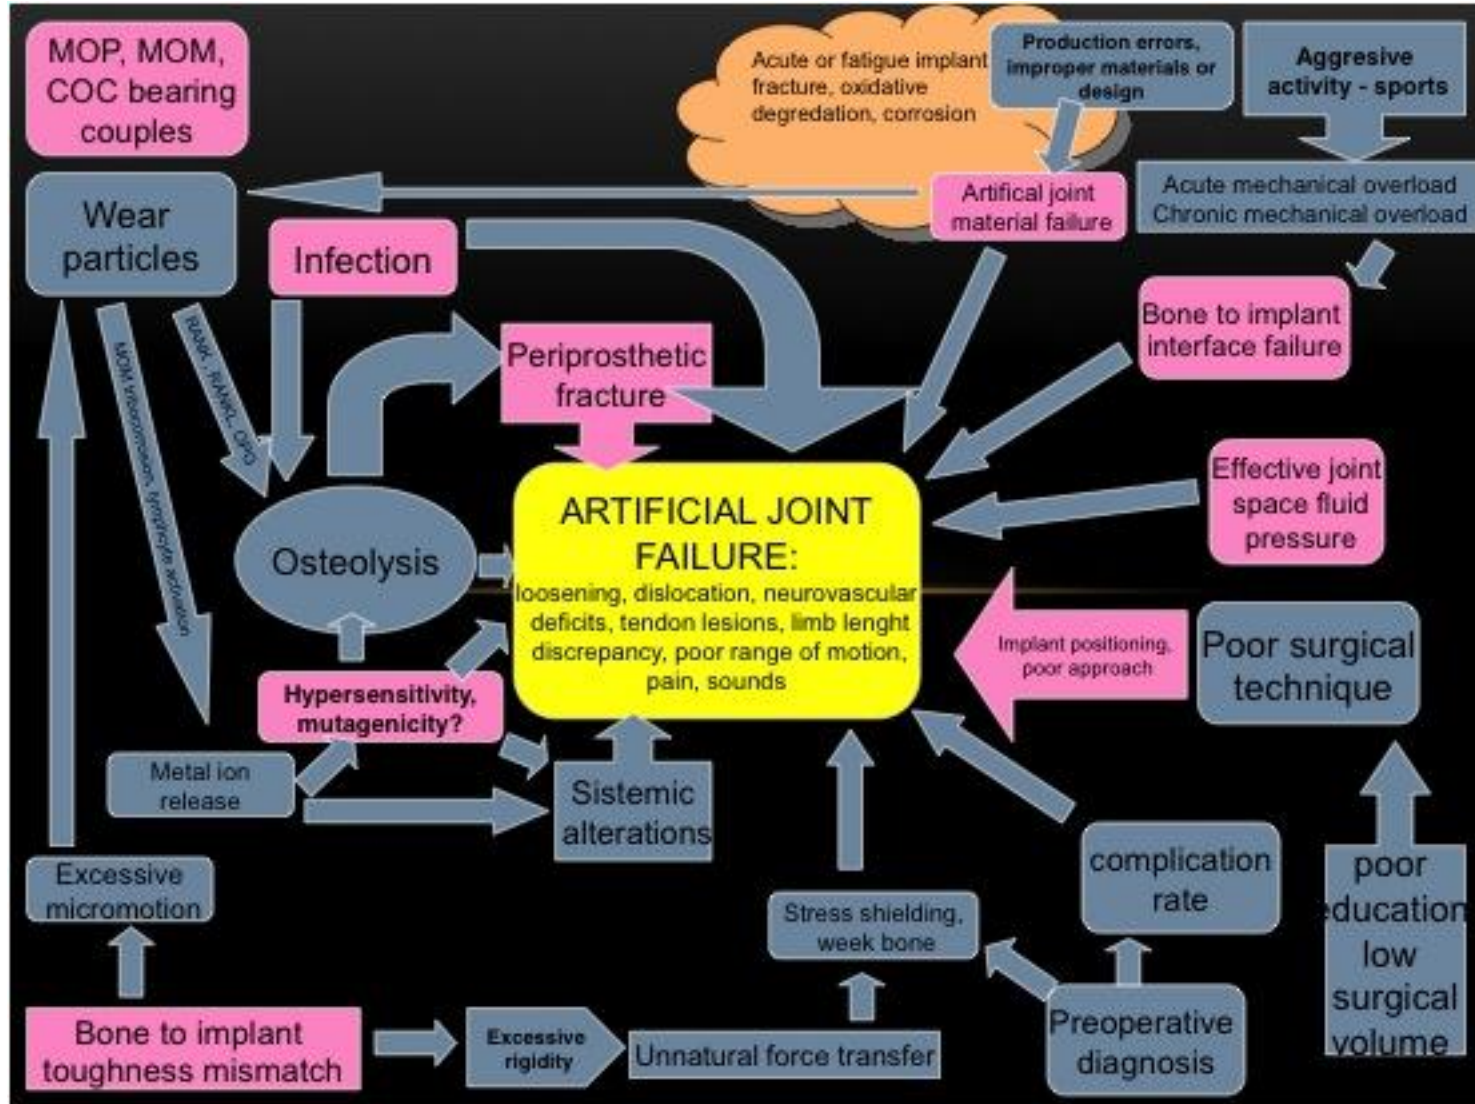 MOP, MOM,
COC bearing
couples
Acute or fatigue implant
fracture, oxidative
degredation, corrosion
Production errors,
improper materials or
design
Aggresive
activity - sports
Wear
particles
Artifical joint
material failure
Acute mechanical overload
Chronic mechanical overload
Infection
Bone to implant
interface failure
RANK , RANKL, OPG
Periprosthetic
fracture
lymphocyte activation
Effective joint
space fluid
pressure
Osteolysis
ARTIFICIAL JOINT
FAILURE:
loosening, dislocation, neurovascular
deficits, tendon lesions, limb lenght
discrepancy, poor range of motion,
pain, sounds
Implant positioning,
poor approach
Poor surgical
technique
Hypersensitivity,
mutagenicity?
Metal ion
release
Sistemic
alterations
Excessive
micromotion
Stress shielding,
week bone
complication
rate
poor
education
low
surgical
volume
Bone to implant
toughness mismatch
Excessive
rigidity
Unnatural force transfer
Preoperative
diagnosis